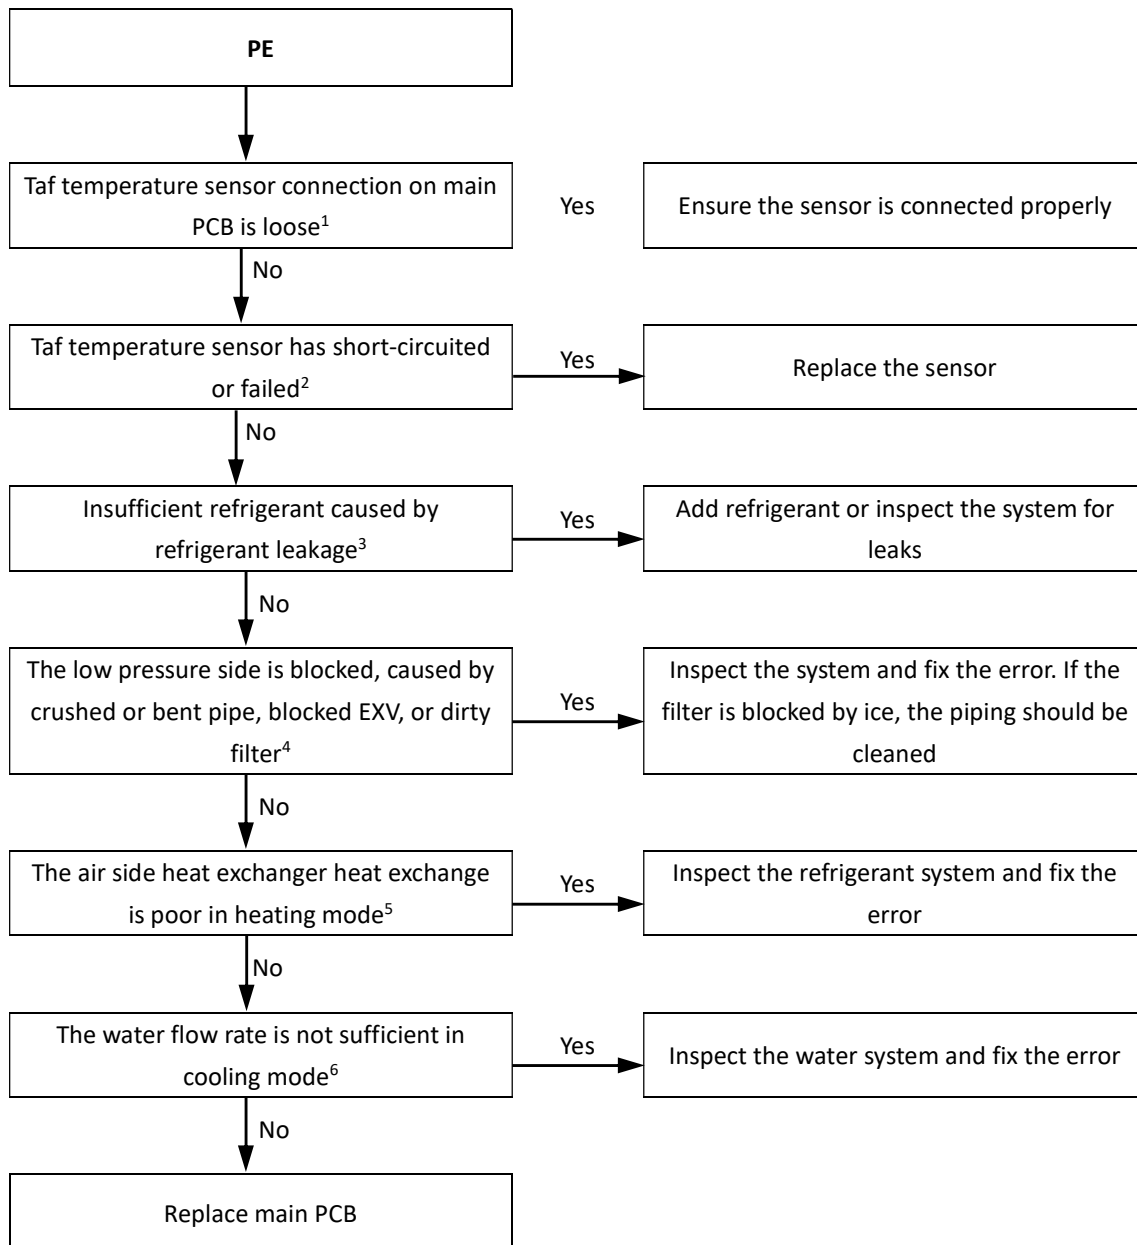 PE
Taf temperature sensor connection on main
PCB is loose¹
Yes
Ensure the sensor is connected properly
No
Taf temperature sensor has short-circuited
or failed²
Yes
Replace the sensor
No
Insufficient refrigerant caused by
refrigerant leakage³
Yes
Add refrigerant or inspect the system for
leaks
No
The low pressure side is blocked, caused by
crushed or bent pipe, blocked EXV, or dirty
filter⁴
Yes
Inspect the system and fix the error. If the
filter is blocked by ice, the piping should be
cleaned
No
The air side heat exchanger heat exchange
is poor in heating mode⁵
Yes
Inspect the refrigerant system and fix the
error
No
The water flow rate is not sufficient in
cooling mode⁶
Yes
Inspect the water system and fix the error
No
Replace main PCB